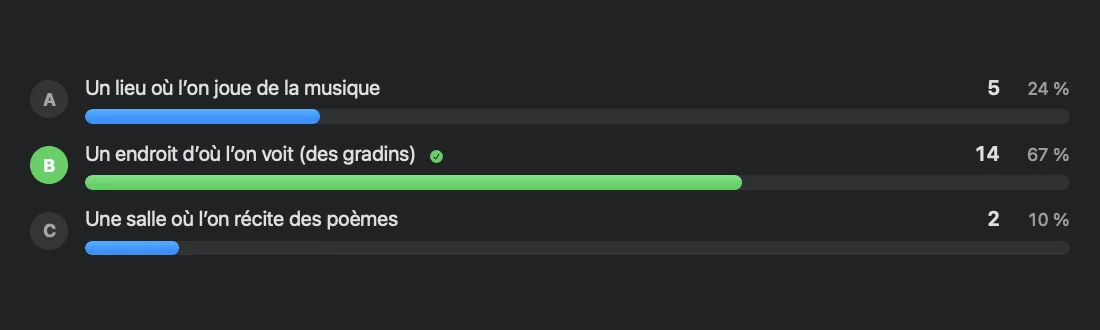 A Un lieu où l’on joue de la musique 5 24 %
B Un endroit d’où l’on voit (des gradins) 14 67 %
C Une salle où l’on récite des poèmes 2 10 %